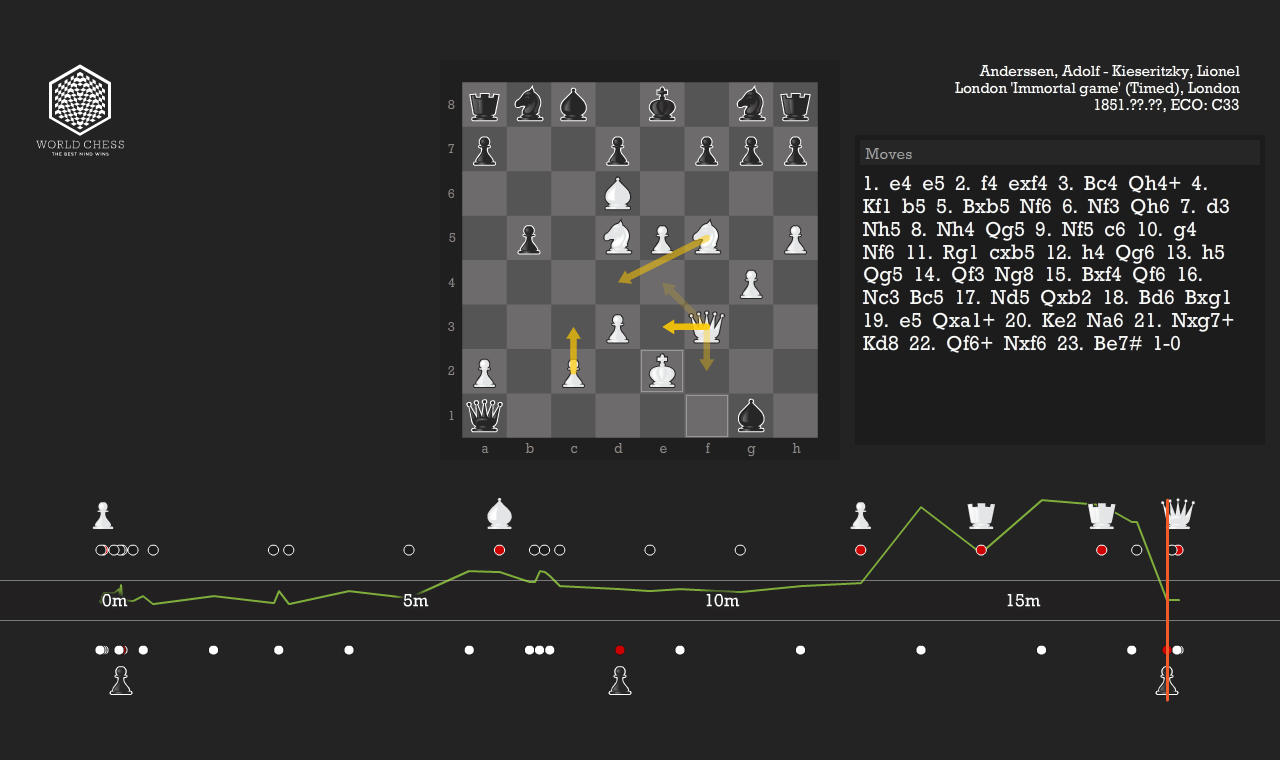 WORLD CHESS
THE BEST MIND WINS
Anderssen, Adolf - Kieseritzky, Lionel
London 'Immortal game' (Timed), London
1851.??.??, ECO: C33
8
7
6
5
4
3
2
1
a b c d e f g h
Moves
1. e4 e5 2. f4 exf4 3. Bc4 Qh4+ 4.
Kf1 b5 5. Bxb5 Nf6 6. Nf3 Qh6 7. d3
Nh5 8. Nh4 Qg5 9. Nf5 c6 10. g4
Nf6 11. Rg1 cxb5 12. h4 Qg6 13. h5
Qg5 14. Qf3 Ng8 15. Bxf4 Qf6 16.
Nc3 Bc5 17. Nd5 Qxb2 18. Bd6 Bxg1
19. e5 Qxa1+ 20. Ke2 Na6 21. Nxg7+
Kd8 22. Qf6+ Nxf6 23. Be7# 1-0
0m 5m 10m 15m